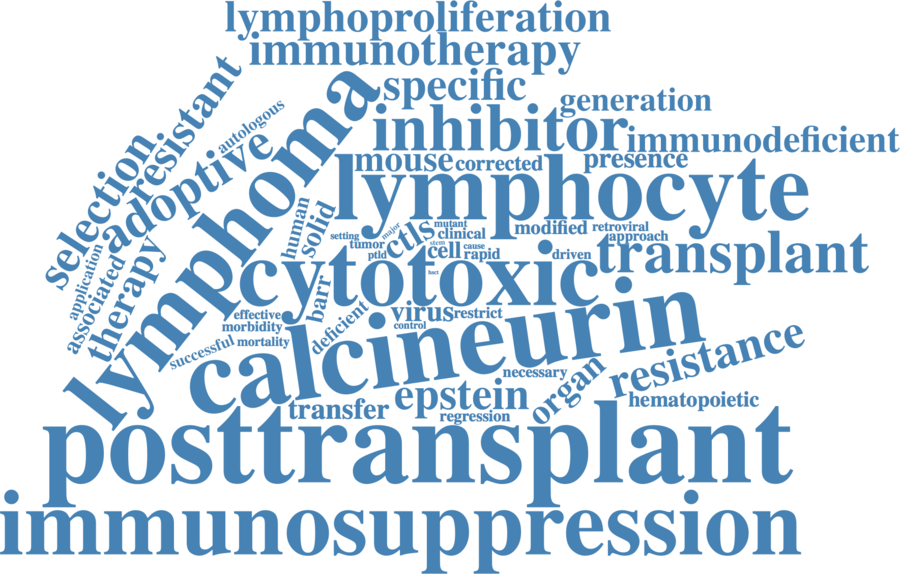 lymphoproliferation
immunotherapy
specific
resistant
lymphoma
generation
autologous
inhibitor
immunodeficient
selection
adoptive
mouse
corrected
presence
lymphocyte
human
solid
setting
major
mutant
clinical
modified
retroviral
approach
tumor
ctls
stem
cause
ptld
cell
rapid
driven
transplant
application
associated
therapy
cytotoxic
hsct
barr
effective
virus
restrict
morbidity
control
deficient
successful
mortality
calcineurin
necessary
resistance
transfer
epstein
organ
hematopoietic
regression
posttransplant
immunosuppression